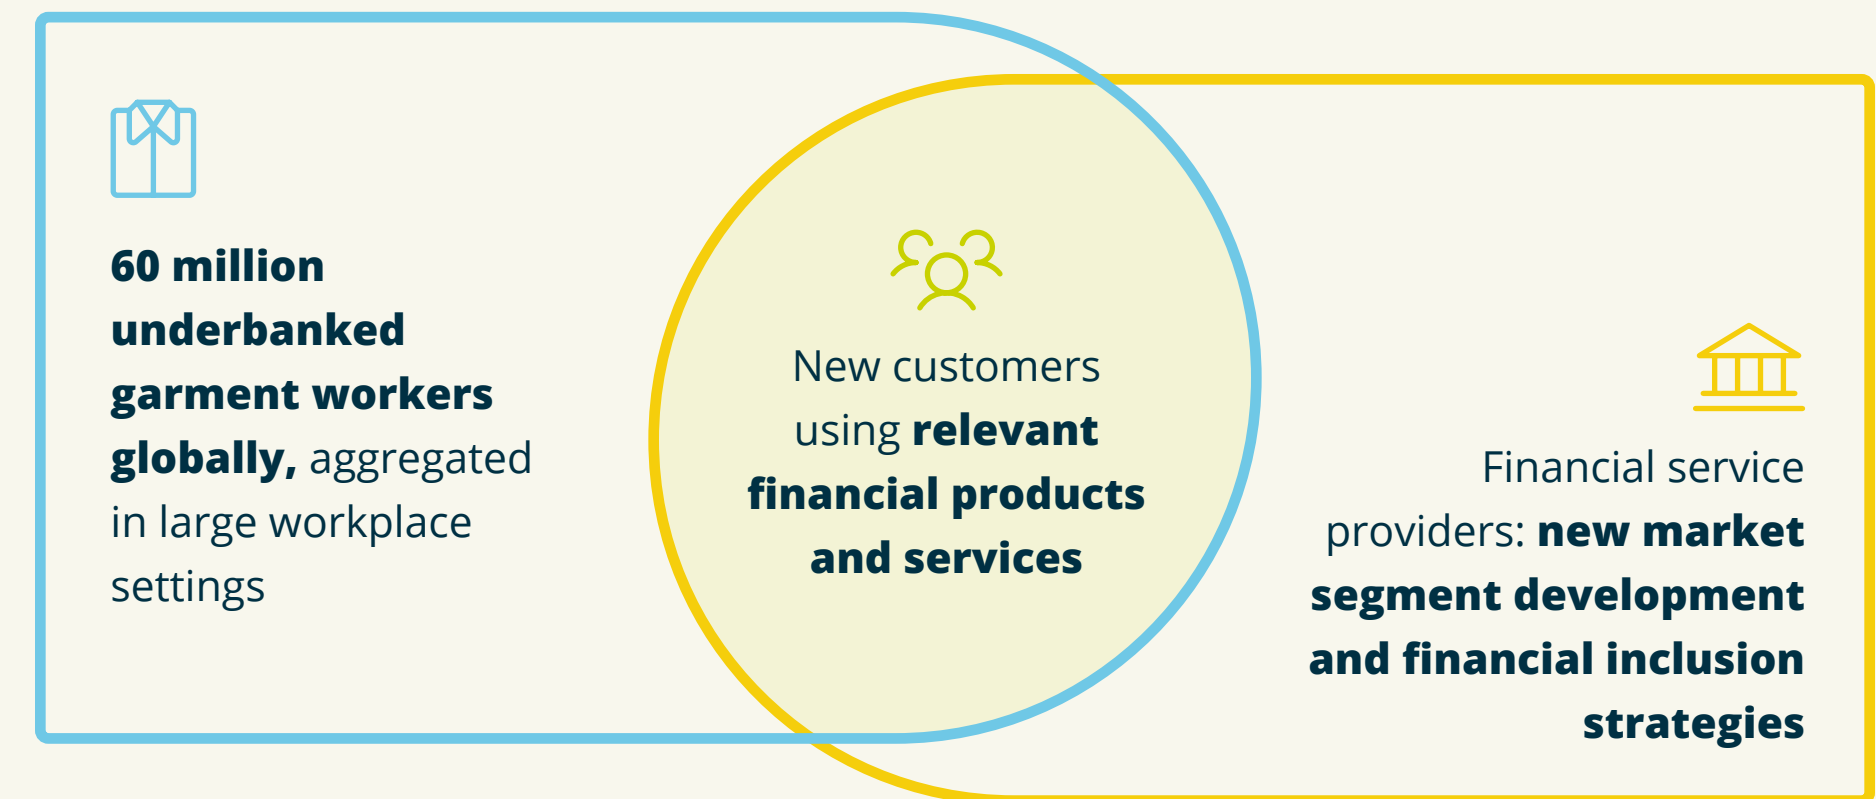 60 million
underbanked
garment workers
globally, aggregated
in large workplace
settings
New customers
using relevant
financial products
and services
Financial service
providers: new market
segment development
and financial inclusion
strategies